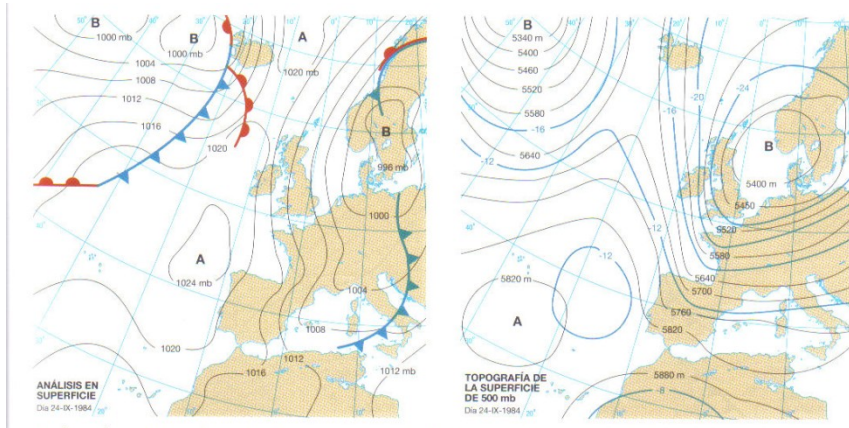 B
1000 mb
B
1000 mb
1004
1008
1012
1016
1020
A
1020 mb
B
996 mb
1000
A
1024 mb
1004
1008
1020
1012
1016
1012 mb
ANÁLISIS EN
SUPERFICIE
Día 24-IX-1984
B
5340 m
5400
5460
5520
5580
-16
-16
-20
-24
5640
-12
B
5400 m
5450
5520
5580
-12
-12
5640
5700
5760
5820
5820 m
A
5880 m
-8
TOPOGRAFÍA DE
LA SUPERFICIE
DE 500 mb
Día 24-IX-1984